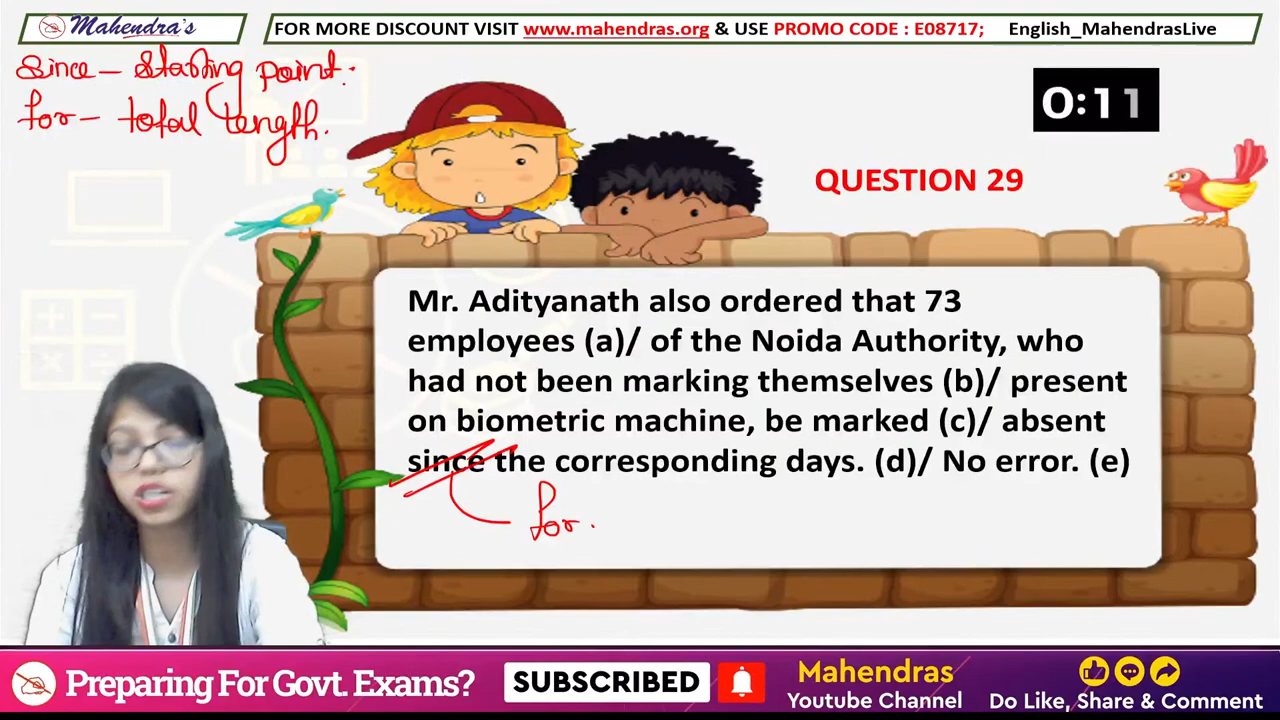 Mahendra's
FOR MORE DISCOUNT VISIT www.mahendras.org & USE PROMO CODE : E08717; English_MahendrasLive
Since – Starting point.
for – total length.
0:11
QUESTION 29
Mr. Adityanath also ordered that 73
employees (a)/ of the Noida Authority, who
had not been marking themselves (b)/ present
on biometric machine, be marked (c)/ absent
since the corresponding days. (d)/ No error. (e)
for.
Preparing For Govt. Exams?
SUBSCRIBED
Mahendras
Youtube Channel
Do Like, Share & Comment